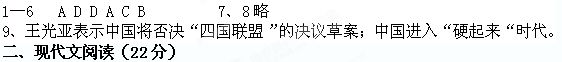 1—6 A D D A C B 7、8略
9、王光亚表示中国将否决“四国联盟”的决议草案；中国进入“硬起来“时代。
二、现代文阅读（22分）